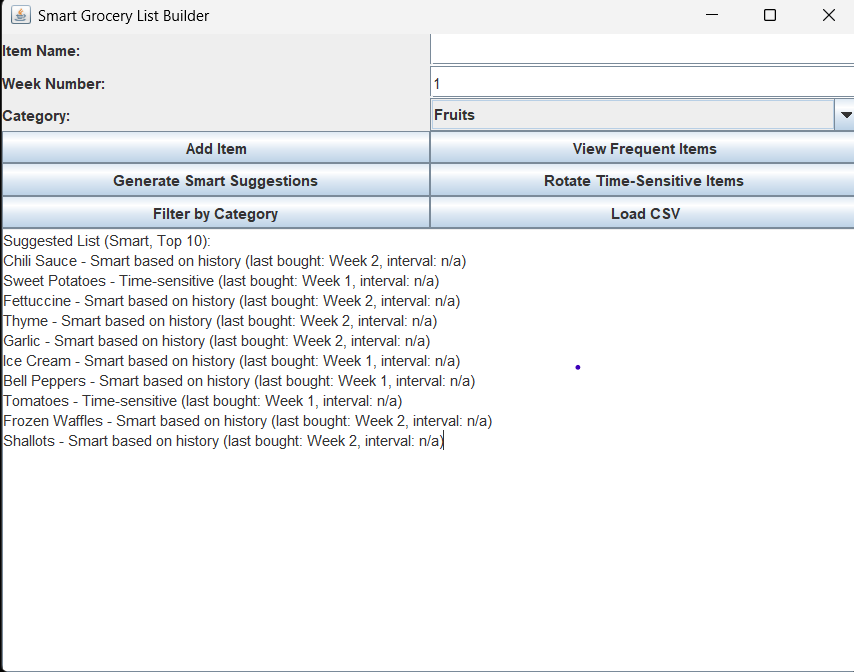 Smart Grocery List Builder
Item Name:
Week Number: 1
Category: Fruits
Add Item View Frequent Items
Generate Smart Suggestions Rotate Time-Sensitive Items
Filter by Category Load CSV
Suggested List (Smart, Top 10):
Chili Sauce - Smart based on history (last bought: Week 2, interval: n/a)
Sweet Potatoes - Time-sensitive (last bought: Week 1, interval: n/a)
Fettuccine - Smart based on history (last bought: Week 2, interval: n/a)
Thyme - Smart based on history (last bought: Week 2, interval: n/a)
Garlic - Smart based on history (last bought: Week 2, interval: n/a)
Ice Cream - Smart based on history (last bought: Week 1, interval: n/a)
Bell Peppers - Smart based on history (last bought: Week 1, interval: n/a)
Tomatoes - Time-sensitive (last bought: Week 1, interval: n/a)
Frozen Waffles - Smart based on history (last bought: Week 2, interval: n/a)
Shallots - Smart based on history (last bought: Week 2, interval: n/a)